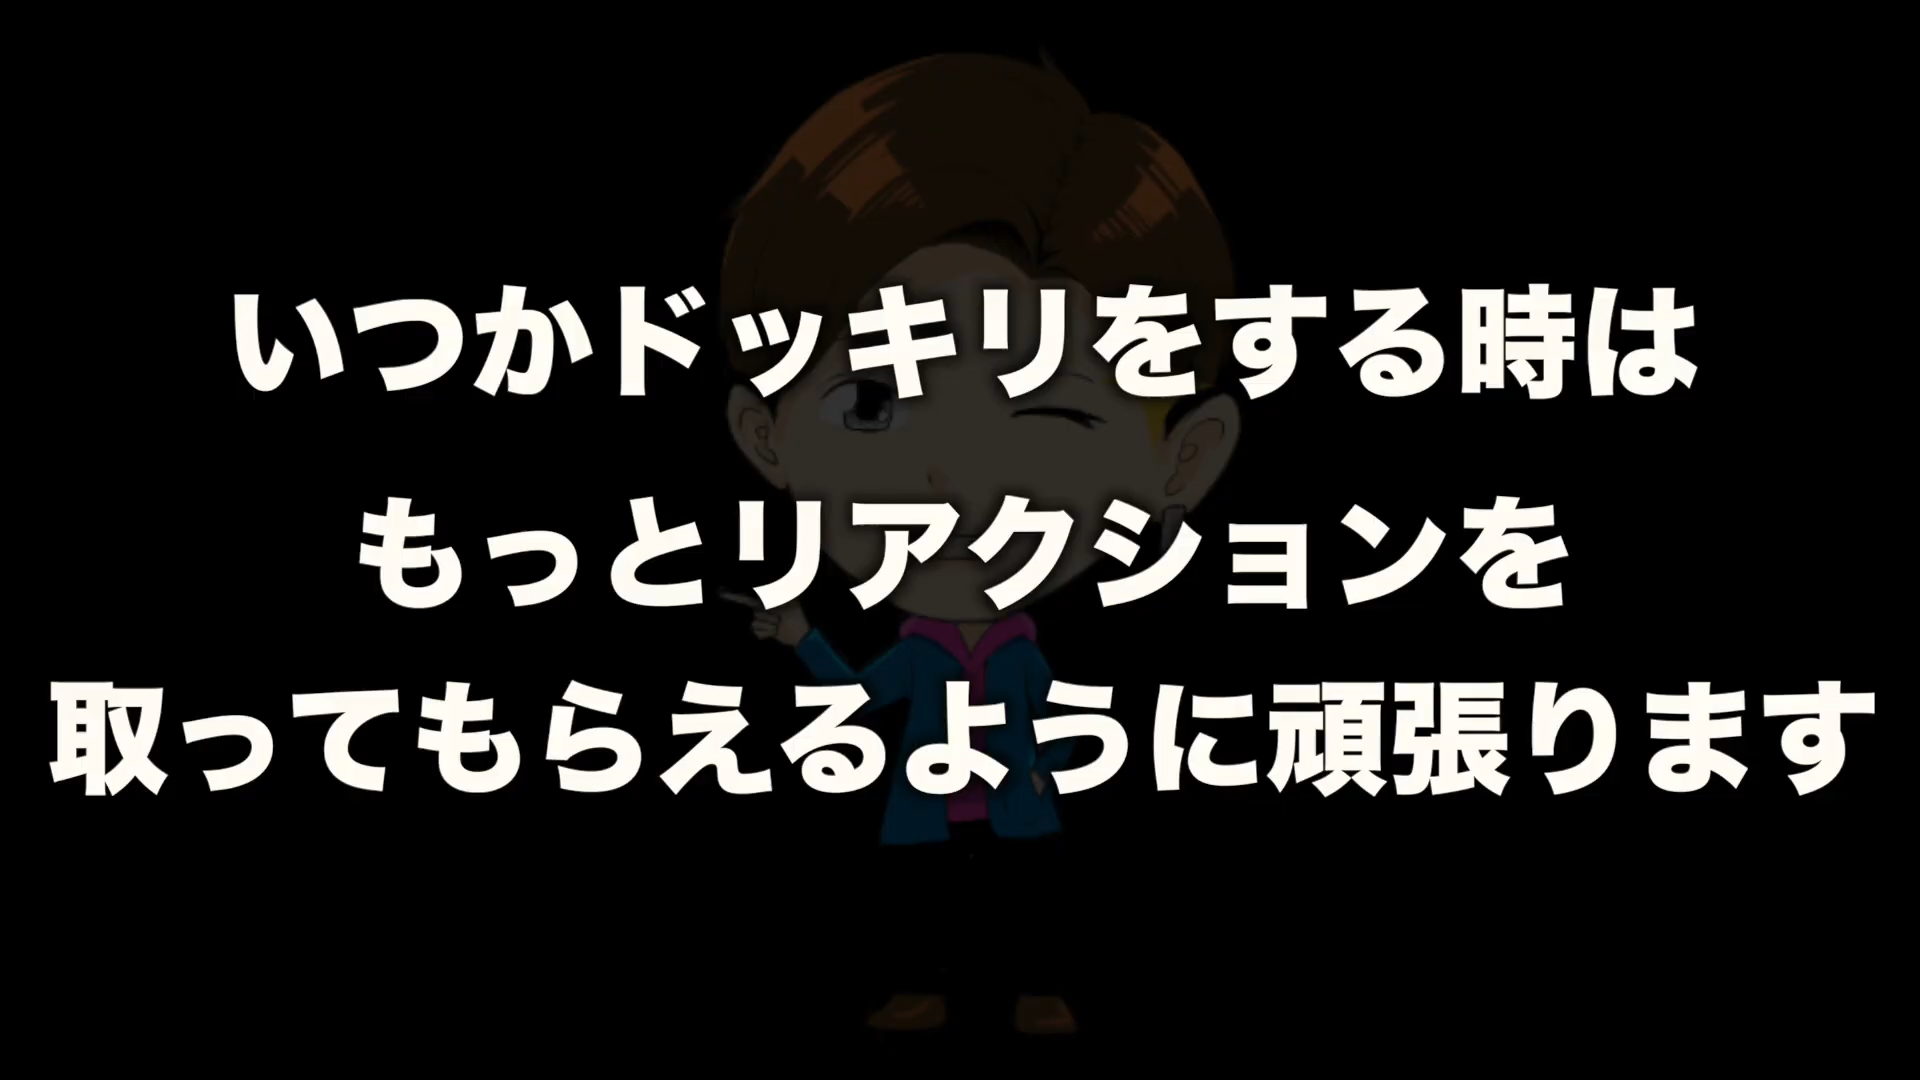 いつかドッキリをする時は
もっとリアクションを
取ってもらえるように頑張ります